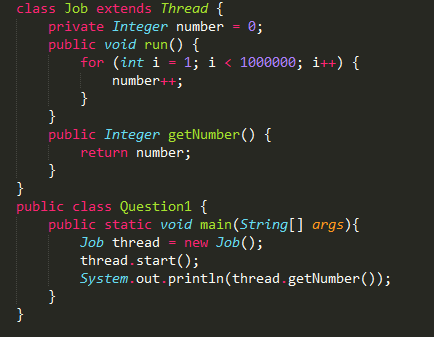 class Job extends Thread {
    private Integer number = 0;
    public void run() {
        for (int i = 1; i < 1000000; i++) {
            number++;
        }
    }
    public Integer getNumber() {
        return number;
    }
}
public class Question1 {
    public static void main(String[] args){
        Job thread = new Job();
        thread.start();
        System.out.println(thread.getNumber());
    }
}